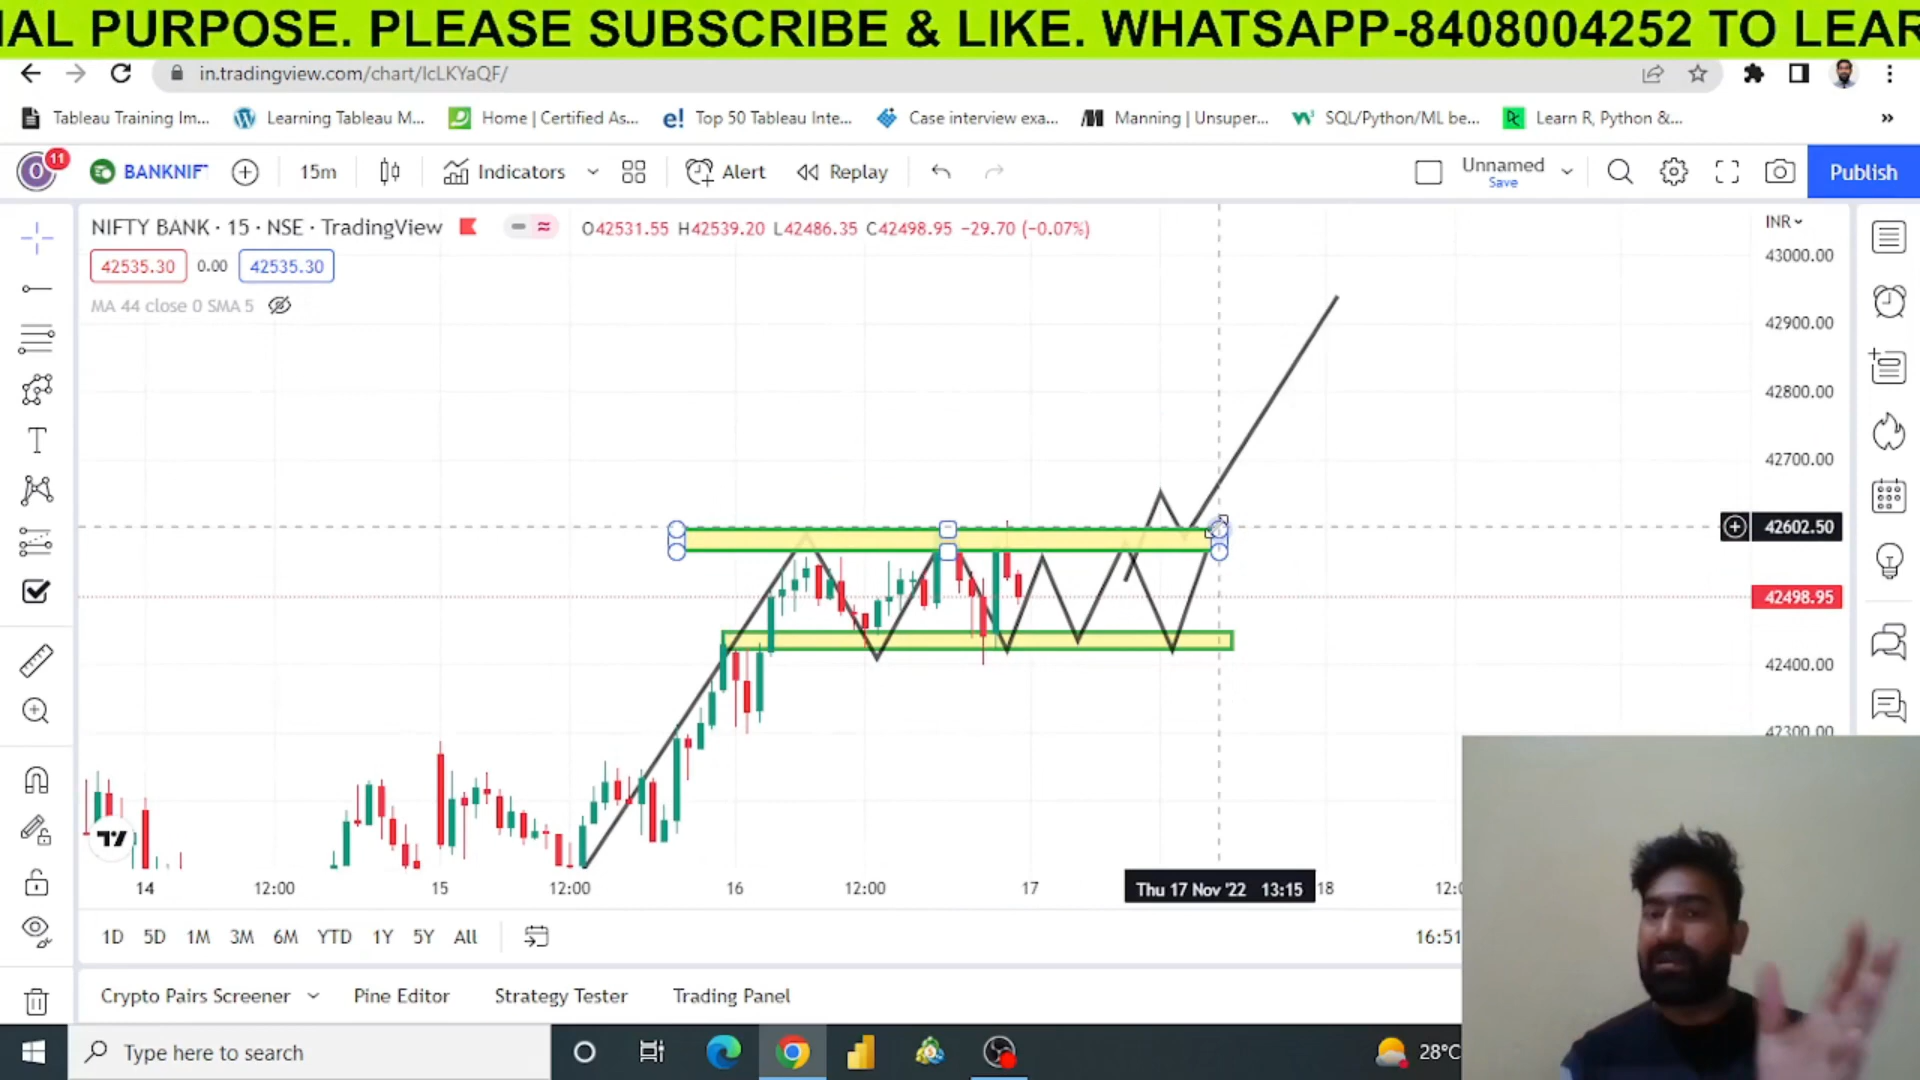 IAL PURPOSE. PLEASE SUBSCRIBE & LIKE. WHATSAPP-8408004252 TO LEAR
in.tradingview.com/chart/IcLKYaQF/
Tableau Training Im... Learning Tableau M... Home | Certified As... e! Top 50 Tableau Inte... Case interview exa... Manning | Unsuper... SQL/Python/ML be... DC Learn R, Python &... »
O 11 BANKNIF 15m Indicators Alert Replay Unnamed Save Publish
NIFTY BANK · 15 · NSE · TradingView O42531.55 H42539.20 L42486.35 C42498.95 −29.70 (−0.07%) INR
42535.30 0.00 42535.30
MA 44 close 0 SMA 5
43000.00
42900.00
42800.00
42700.00
42602.50
42498.95
42400.00
42300.00
14 12:00 15 12:00 16 12:00 17 Thu 17 Nov '22 13:15 18 12:0
1D 5D 1M 3M 6M YTD 1Y 5Y All 16:51
Crypto Pairs Screener Pine Editor Strategy Tester Trading Panel
Type here to search 28°C